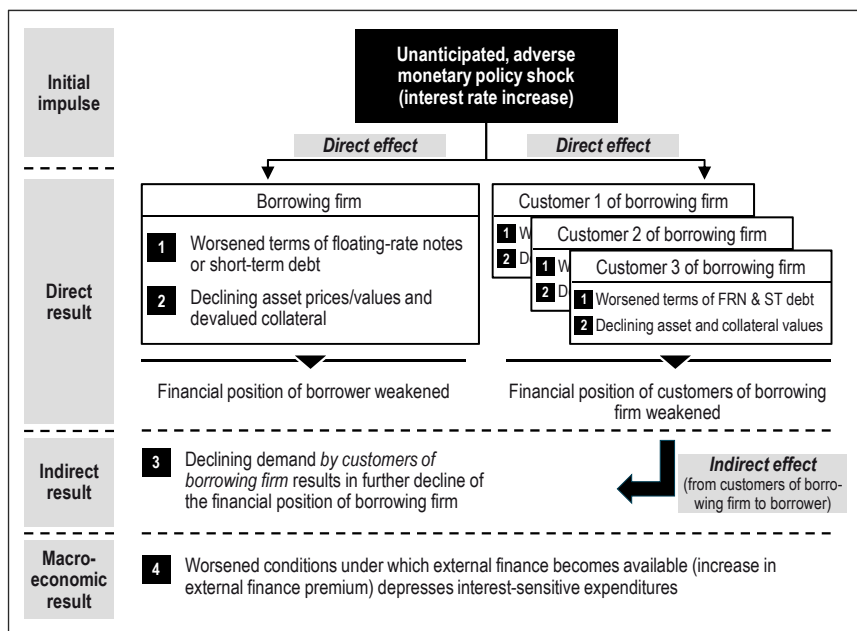 Initial
impulse
Unanticipated, adverse
monetary policy shock
(interest rate increase)
Direct effect
Direct effect
Direct
result
Borrowing firm
1 Worsened terms of floating-rate notes
or short-term debt
2 Declining asset prices/values and
devalued collateral
Customer 1 of borrowing firm
1
2
Customer 2 of borrowing firm
1
2
Customer 3 of borrowing firm
1 Worsened terms of FRN & ST debt
2 Declining asset and collateral values
Financial position of borrower weakened
Financial position of customers of borrowing
firm weakened
Indirect
result
3 Declining demand by customers of
borrowing firm results in further decline of
the financial position of borrowing firm
Indirect effect
(from customers of borro-
wing firm to borrower)
Macro-
economic
result
4 Worsened conditions under which external finance becomes available (increase in
external finance premium) depresses interest-sensitive expenditures